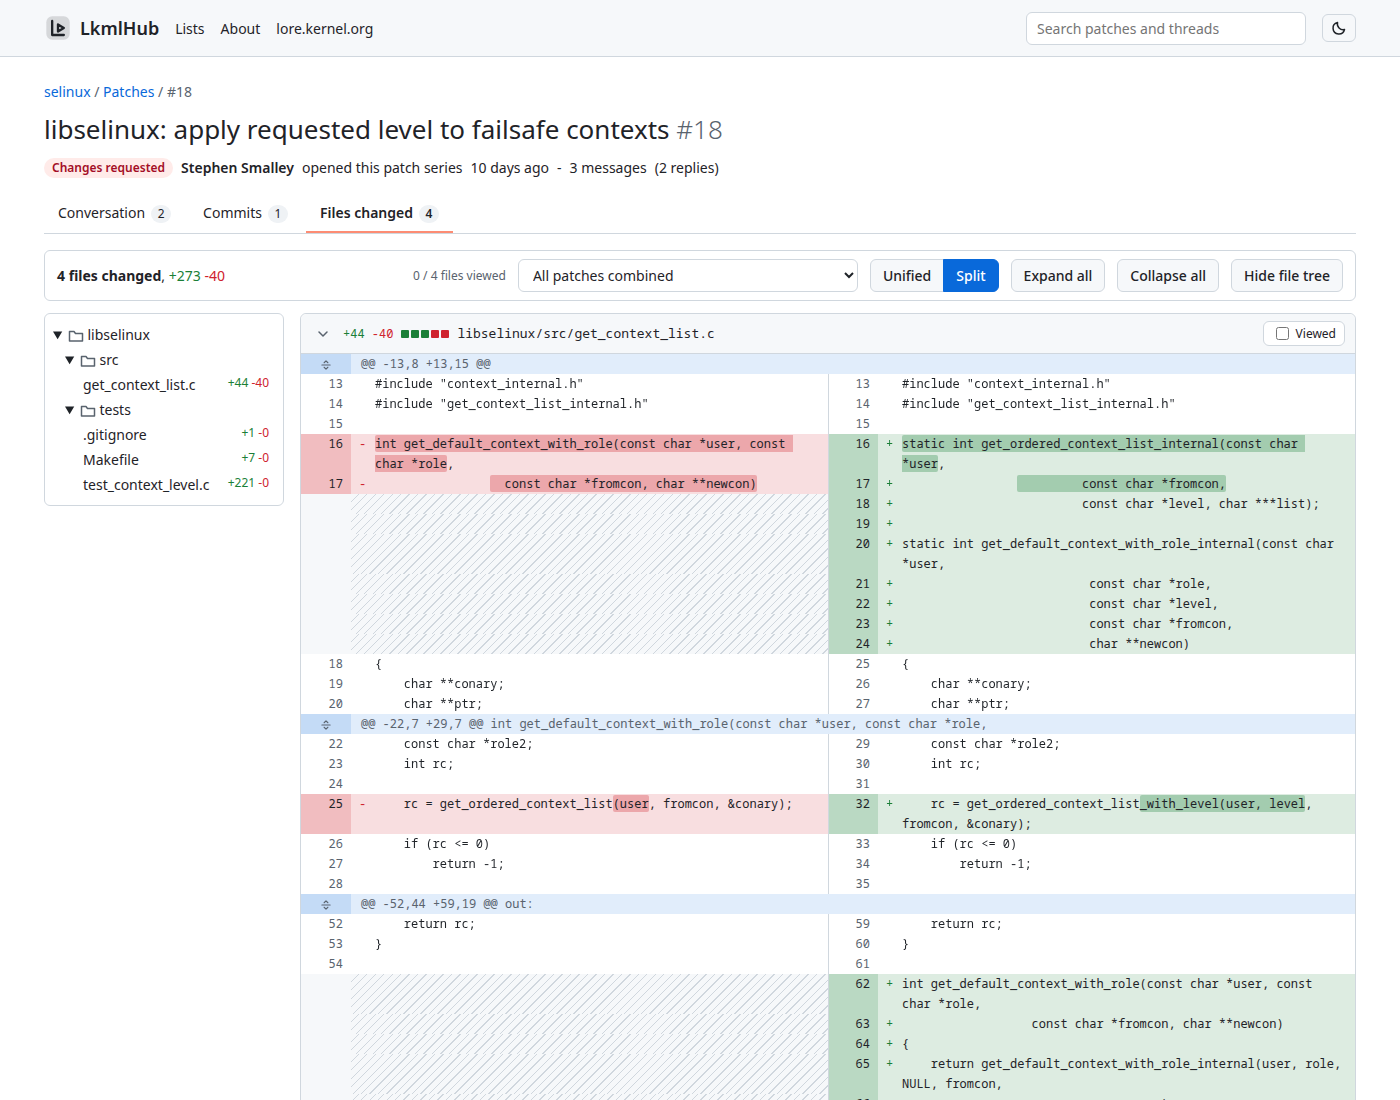 LkmlHub Lists About lore.kernel.org Search patches and threads
selinux / Patches / #18
libselinux: apply requested level to failsafe contexts #18
Changes requested Stephen Smalley opened this patch series 10 days ago - 3 messages (2 replies)
Conversation 2 Commits 1 Files changed 4
4 files changed, +273 -40 0 / 4 files viewed All patches combined Unified Split Expand all Collapse all Hide file tree
libselinux
src
get_context_list.c +44 -40
tests
.gitignore +1 -0
Makefile +7 -0
test_context_level.c +221 -0
+44 -40 libselinux/src/get_context_list.c Viewed
@@ -13,8 +13,15 @@
13 #include "context_internal.h" 13 #include "context_internal.h"
14 #include "get_context_list_internal.h" 14 #include "get_context_list_internal.h"
15 15
16 - int get_default_context_with_role(const char *user, const 16 + static int get_ordered_context_list_internal(const char
char *role, *user,
17 - const char *fromcon, char **newcon) 17 + const char *fromcon,
18 + const char *level, char ***list);
19 +
20 + static int get_default_context_with_role_internal(const char
*user,
21 + const char *role,
22 + const char *level,
23 + const char *fromcon,
24 + char **newcon)
18 { 25 {
19 char **conary; 26 char **conary;
20 char **ptr; 27 char **ptr;
@@ -22,7 +29,7 @@ int get_default_context_with_role(const char *user, const char *role,
22 const char *role2; 29 const char *role2;
23 int rc; 30 int rc;
24 31
25 - rc = get_ordered_context_list(user, fromcon, &conary); 32 + rc = get_ordered_context_list_with_level(user, level,
fromcon, &conary);
26 if (rc <= 0) 33 if (rc <= 0)
27 return -1; 34 return -1;
28 35
@@ -52,44 +59,19 @@ out:
52 return rc; 59 return rc;
53 } 60 }
54 61
62 + int get_default_context_with_role(const char *user, const
char *role,
63 + const char *fromcon, char **newcon)
64 + {
65 + return get_default_context_with_role_internal(user, role,
NULL, fromcon,